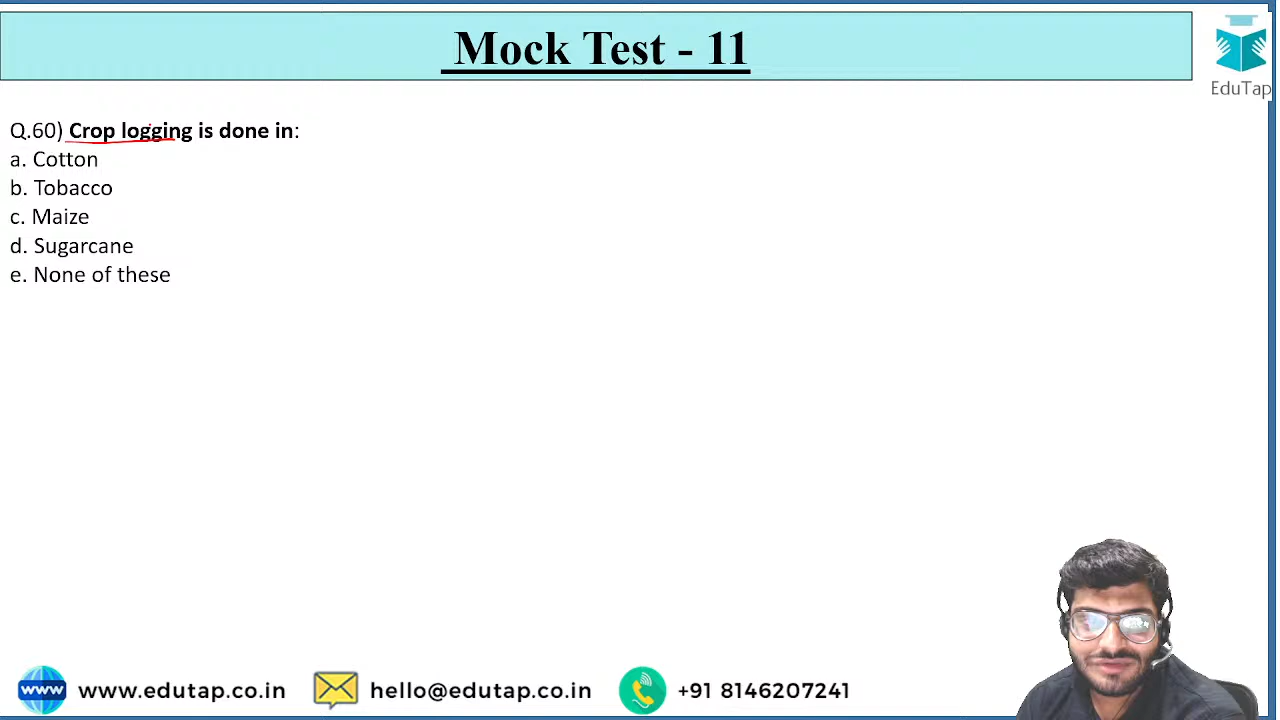 Mock Test - 11
EduTap
Q.60) Crop logging is done in:
a. Cotton
b. Tobacco
c. Maize
d. Sugarcane
e. None of these
www www.edutap.co.in hello@edutap.co.in +91 8146207241